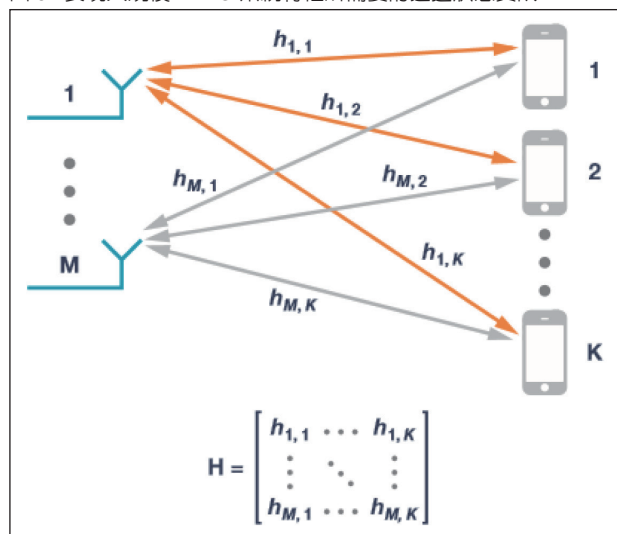 h1,1
1
1
h1,2
2
hM,1
hM,2
M
h1,K
hM,K
K
h1,1 ··· h1,K
H =
hM,1 ··· hM,K